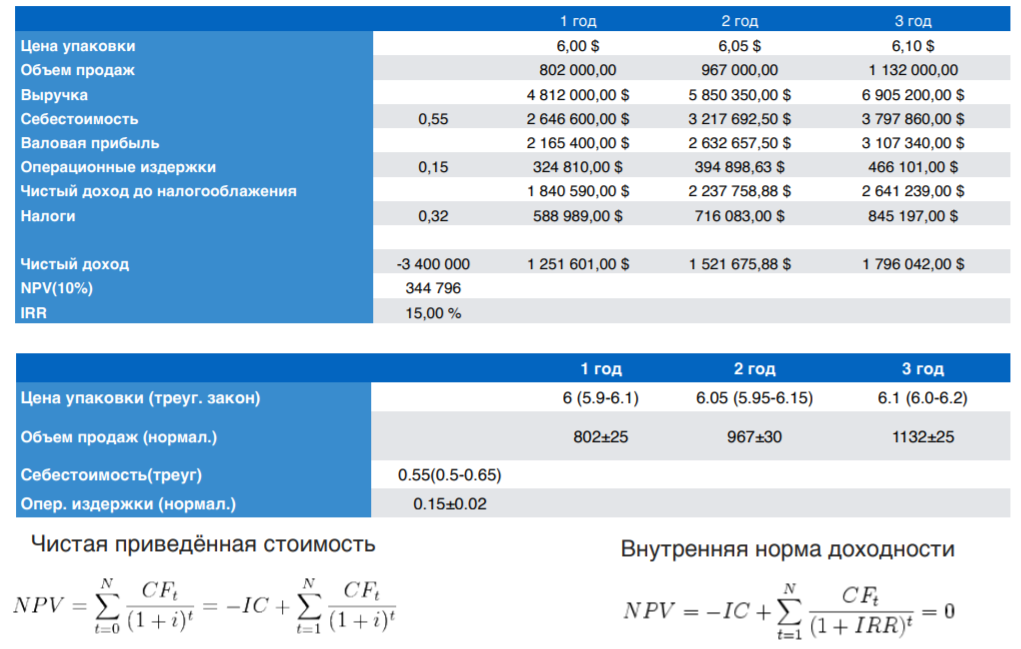 1 год 2 год 3 год
Цена упаковки 6,00 $ 6,05 $ 6,10 $
Объем продаж 802 000,00 967 000,00 1 132 000,00
Выручка 4 812 000,00 $ 5 850 350,00 $ 6 905 200,00 $
Себестоимость 0,55 2 646 600,00 $ 3 217 692,50 $ 3 797 860,00 $
Валовая прибыль 2 165 400,00 $ 2 632 657,50 $ 3 107 340,00 $
Операционные издержки 0,15 324 810,00 $ 394 898,63 $ 466 101,00 $
Чистый доход до налогооблажения 1 840 590,00 $ 2 237 758,88 $ 2 641 239,00 $
Налоги 0,32 588 989,00 $ 716 083,00 $ 845 197,00 $
Чистый доход -3 400 000 1 251 601,00 $ 1 521 675,88 $ 1 796 042,00 $
NPV(10%) 344 796
IRR 15,00 %
1 год 2 год 3 год
Цена упаковки (треуг. закон) 6 (5.9-6.1) 6.05 (5.95-6.15) 6.1 (6.0-6.2)
Объем продаж (нормал.) 802±25 967±30 1132±25
Себестоимость(треуг) 0.55(0.5-0.65)
Опер. издержки (нормал.) 0.15±0.02
Чистая приведённая стоимость
Внутренняя норма доходности
NPV = \sum_{t=0}^{N} \frac{CF_t}{(1+i)^t} = -IC + \sum_{t=1}^{N} \frac{CF_t}{(1+i)^t}
NPV = -IC + \sum_{t=1}^{N} \frac{CF_t}{(1+IRR)^t} = 0